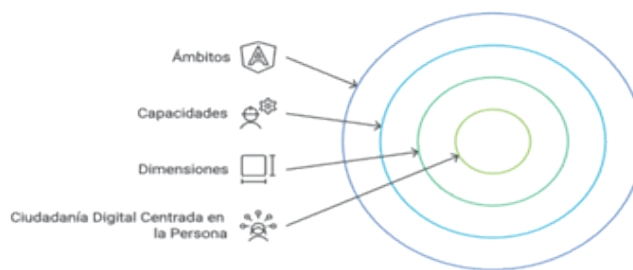 Ámbitos
Capacidades
Dimensiones
Ciudadanía Digital Centrada en
la Persona